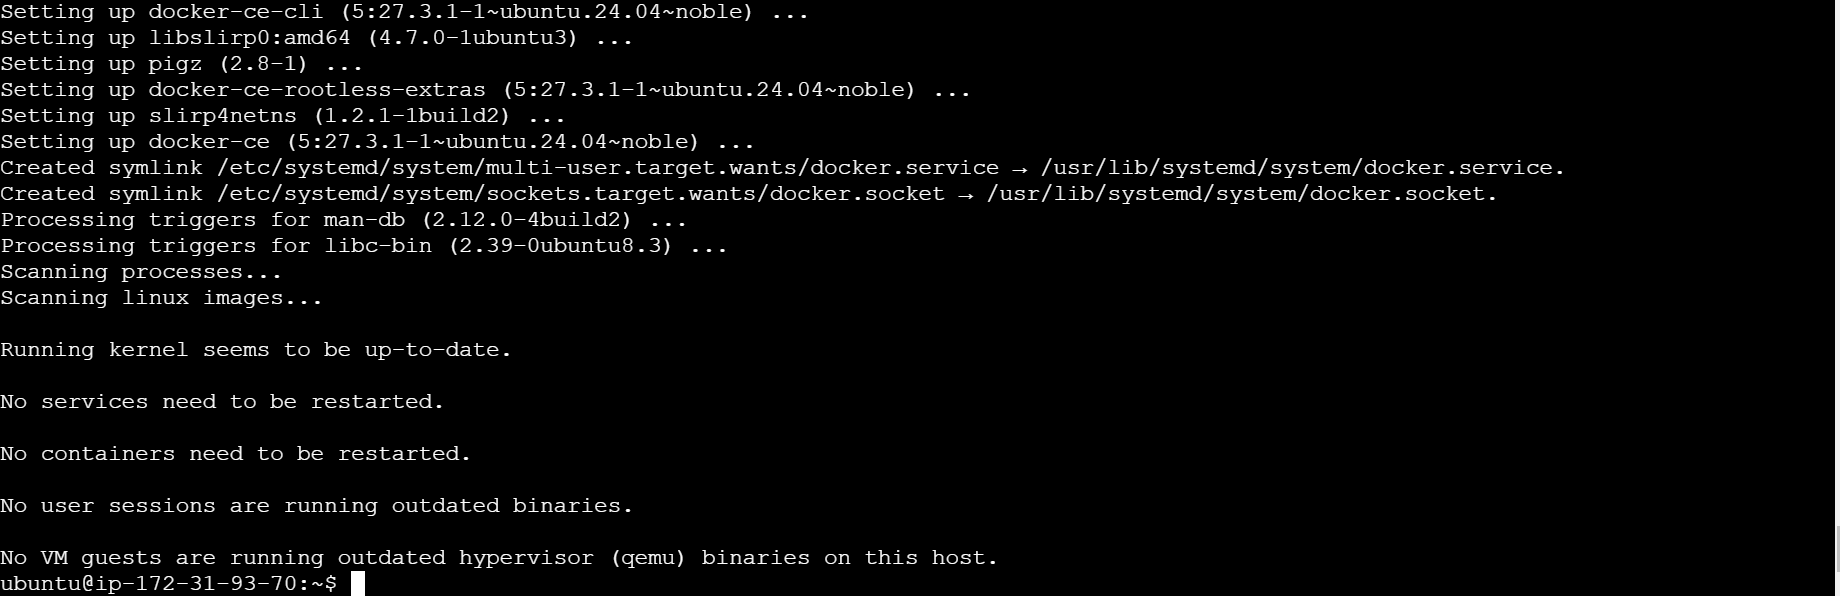 Setting up docker-ce-cli (5:27.3.1-1~ubuntu.24.04~noble) ...
Setting up libslirp0:amd64 (4.7.0-1ubuntu3) ...
Setting up pigz (2.8-1) ...
Setting up docker-ce-rootless-extras (5:27.3.1-1~ubuntu.24.04~noble) ...
Setting up slirp4netns (1.2.1-1build2) ...
Setting up docker-ce (5:27.3.1-1~ubuntu.24.04~noble) ...
Created symlink /etc/systemd/system/multi-user.target.wants/docker.service → /usr/lib/systemd/system/docker.service.
Created symlink /etc/systemd/system/sockets.target.wants/docker.socket → /usr/lib/systemd/system/docker.socket.
Processing triggers for man-db (2.12.0-4build2) ...
Processing triggers for libc-bin (2.39-0ubuntu8.3) ...
Scanning processes...
Scanning linux images...
Running kernel seems to be up-to-date.
No services need to be restarted.
No containers need to be restarted.
No user sessions are running outdated binaries.
No VM guests are running outdated hypervisor (qemu) binaries on this host.
ubuntu@ip-172-31-93-70:~$